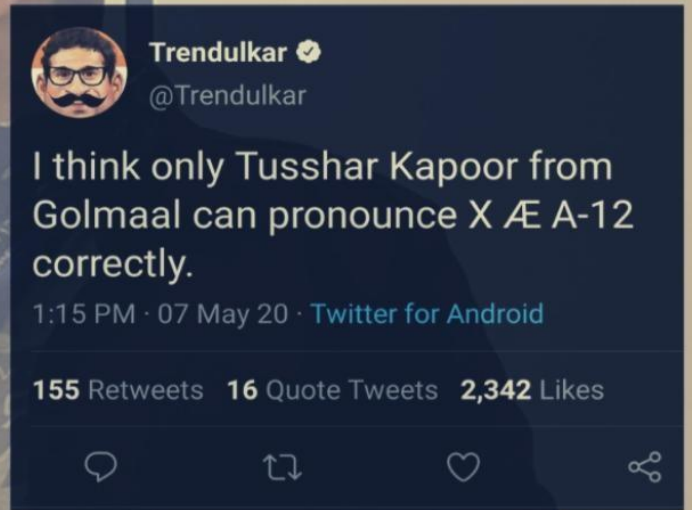 Trendulkar
@Trendulkar
I think only Tusshar Kapoor from
Golmaal can pronounce X Æ A-12
correctly.
1:15 PM · 07 May 20 · Twitter for Android
155 Retweets 16 Quote Tweets 2,342 Likes